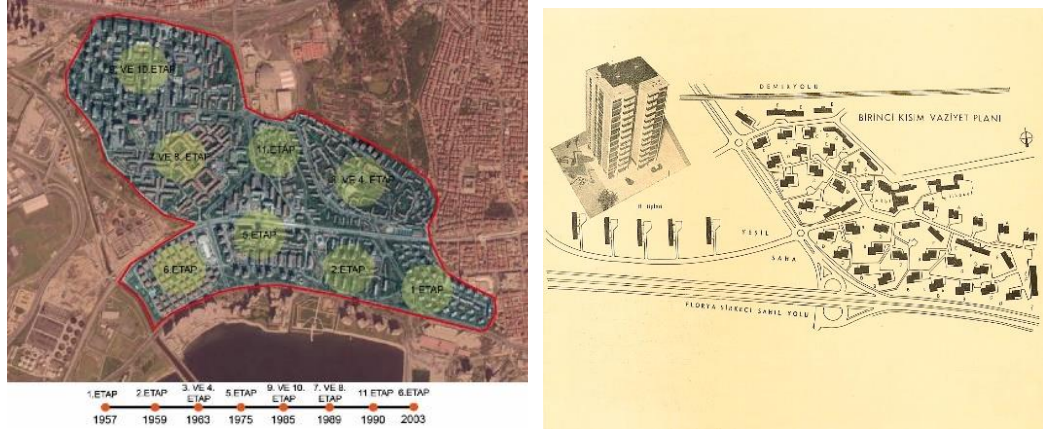 9. VE 10.ETAP
7.VE 8. ETAP
11.ETAP
3. VE 4. ETAP
5.ETAP
6.ETAP
2.ETAP
1.ETAP
1.ETAP 2.ETAP 3. VE 4. ETAP 5.ETAP 9. VE 10. ETAP 7. VE 8. ETAP 11.ETAP 6.ETAP
1957 1959 1963 1975 1985 1989 1990 2003
DEMİRYOLU
BİRİNCİ KISIM VAZİYET PLANI
YEŞİL
SAHA
FLORYA SİRKECİ SAHİL YOLU